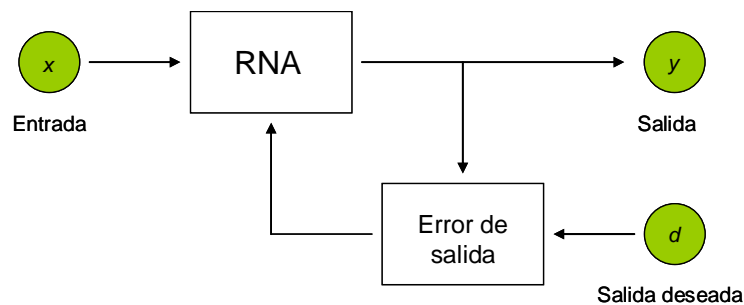 x
RNA
y
Entrada
Salida
Error de
salida
d
Salida deseada